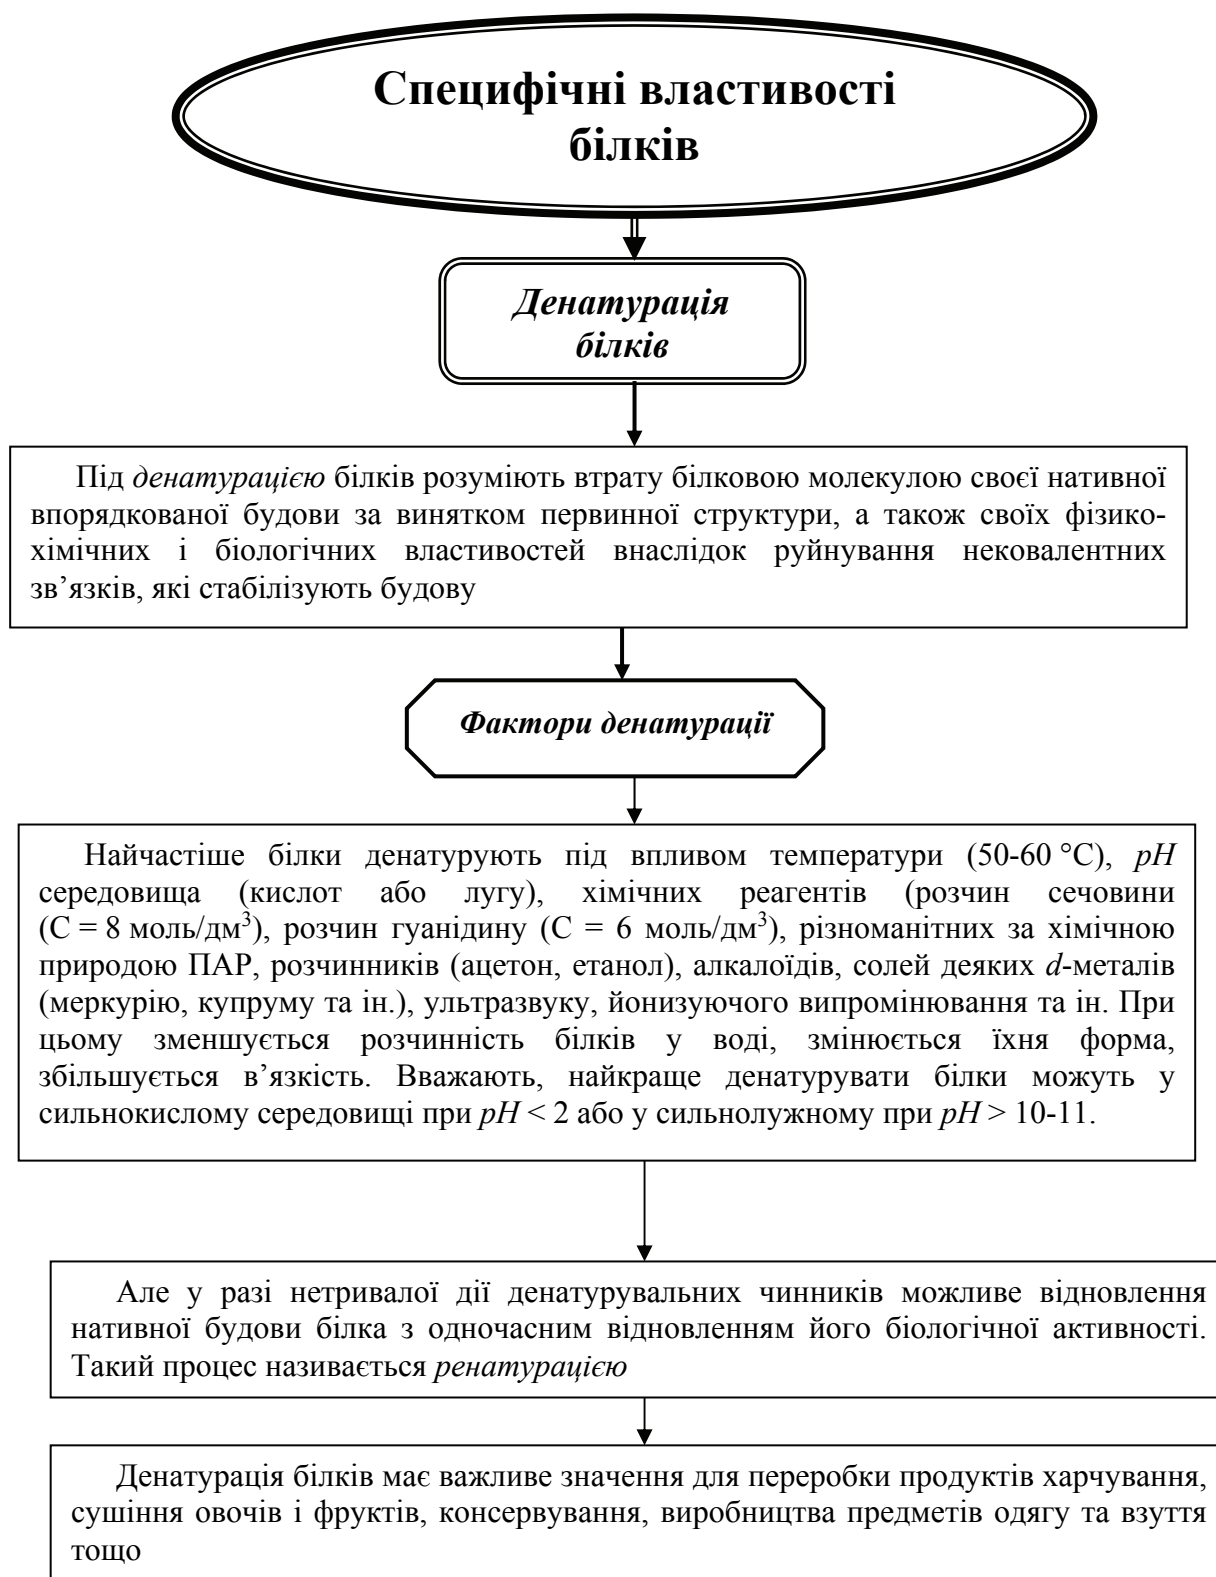 Специфічні властивості
білків
Денатурація
білків
Під денатурацією білків розуміють втрату білковою молекулою своєї нативної
впорядкованої будови за винятком первинної структури, а також своїх фізико-
хімічних і біологічних властивостей внаслідок руйнування нековалентних
зв’язків, які стабілізують будову
Фактори денатурації
Найчастіше білки денатурують під впливом температури (50-60 °C), pH
середовища (кислот або лугу), хімічних реагентів (розчин сечовини
(С = 8 моль/дм³), розчин гуанідину (С = 6 моль/дм³), різноманітних за хімічною
природою ПАР, розчинників (ацетон, етанол), алкалоїдів, солей деяких d-металів
(меркурію, купруму та ін.), ультразвуку, йонизуючого випромінювання та ін. При
цьому зменшується розчинність білків у воді, змінюється їхня форма,
збільшується в’язкість. Вважають, найкраще денатурувати білки можуть у
сильнокислому середовищі при pH < 2 або у сильнолужному при pH > 10-11.
Але у разі нетривалої дії денатурувальних чинників можливе відновлення
нативної будови білка з одночасним відновленням його біологічної активності.
Такий процес називається ренатурацією
Денатурація білків має важливе значення для переробки продуктів харчування,
сушіння овочів і фруктів, консервування, виробництва предметів одягу та взуття
тощо